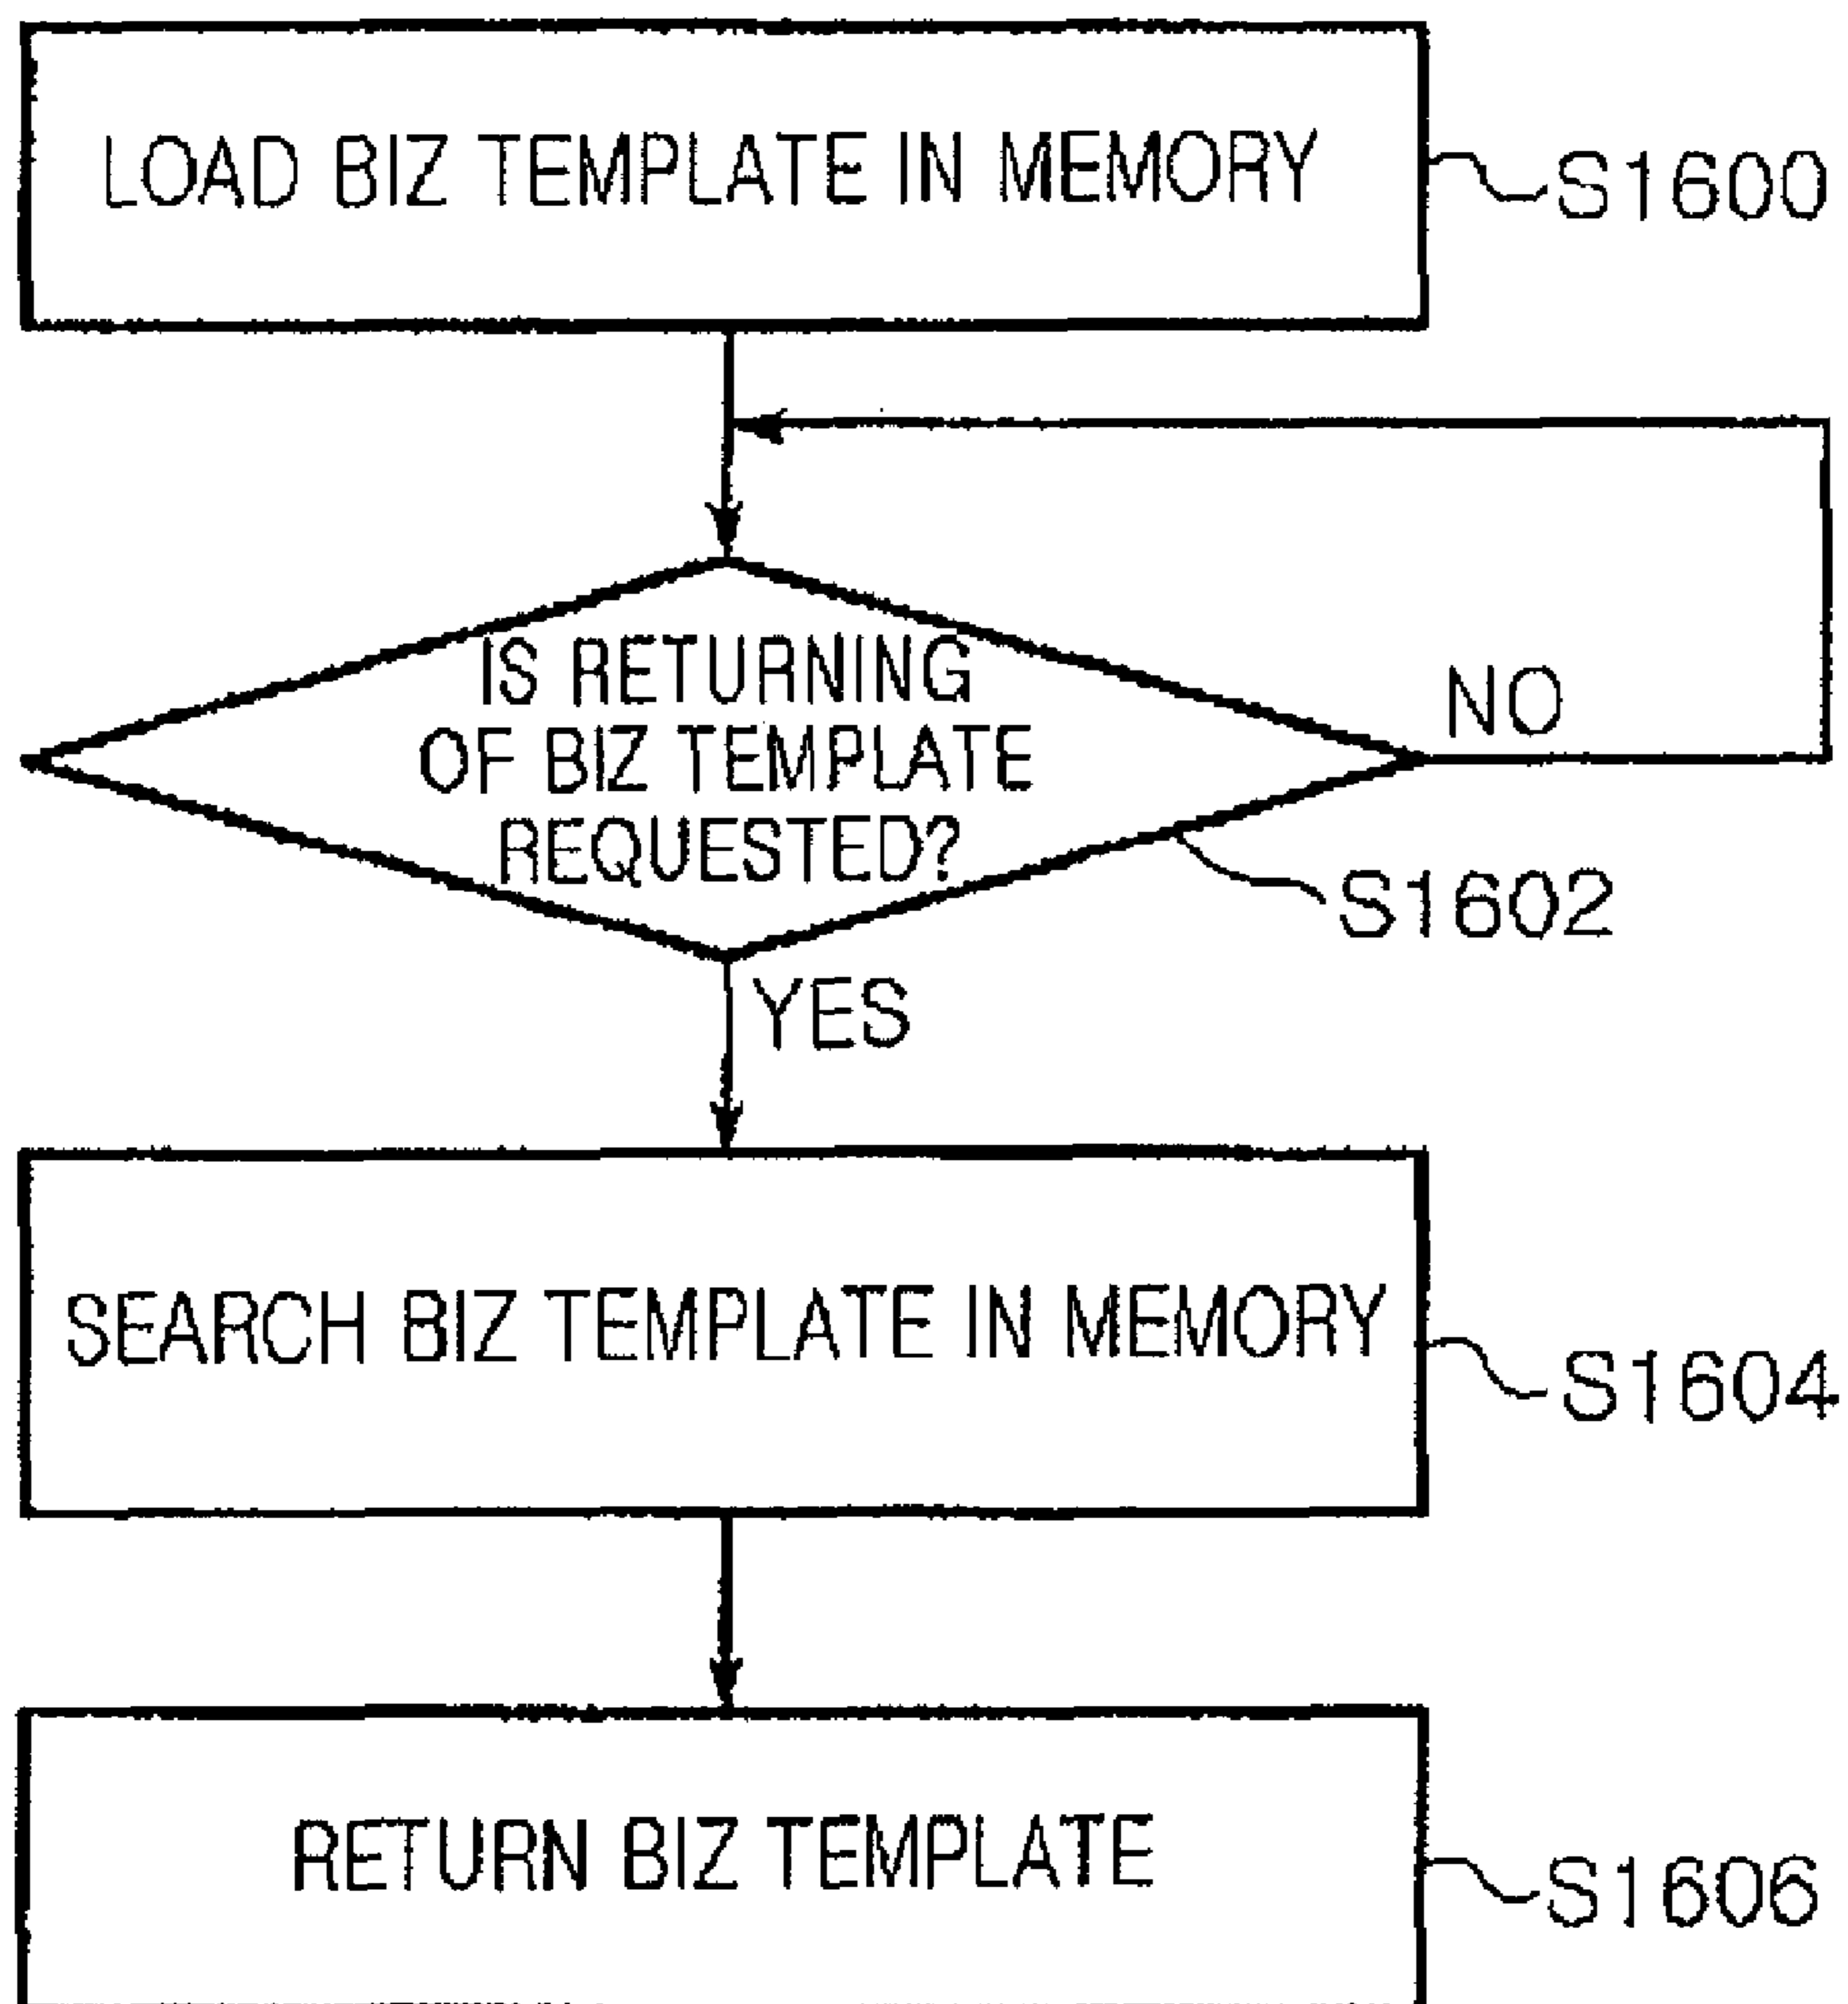 LOAD BIZ TEMPLATE IN MEMORY
S1600
IS RETURNING
OF BIZ TEMPLATE
REQUESTED?
NO
S1602
YES
SEARCH BIZ TEMPLATE IN MEMORY
S1604
RETURN BIZ TEMPLATE
S1606